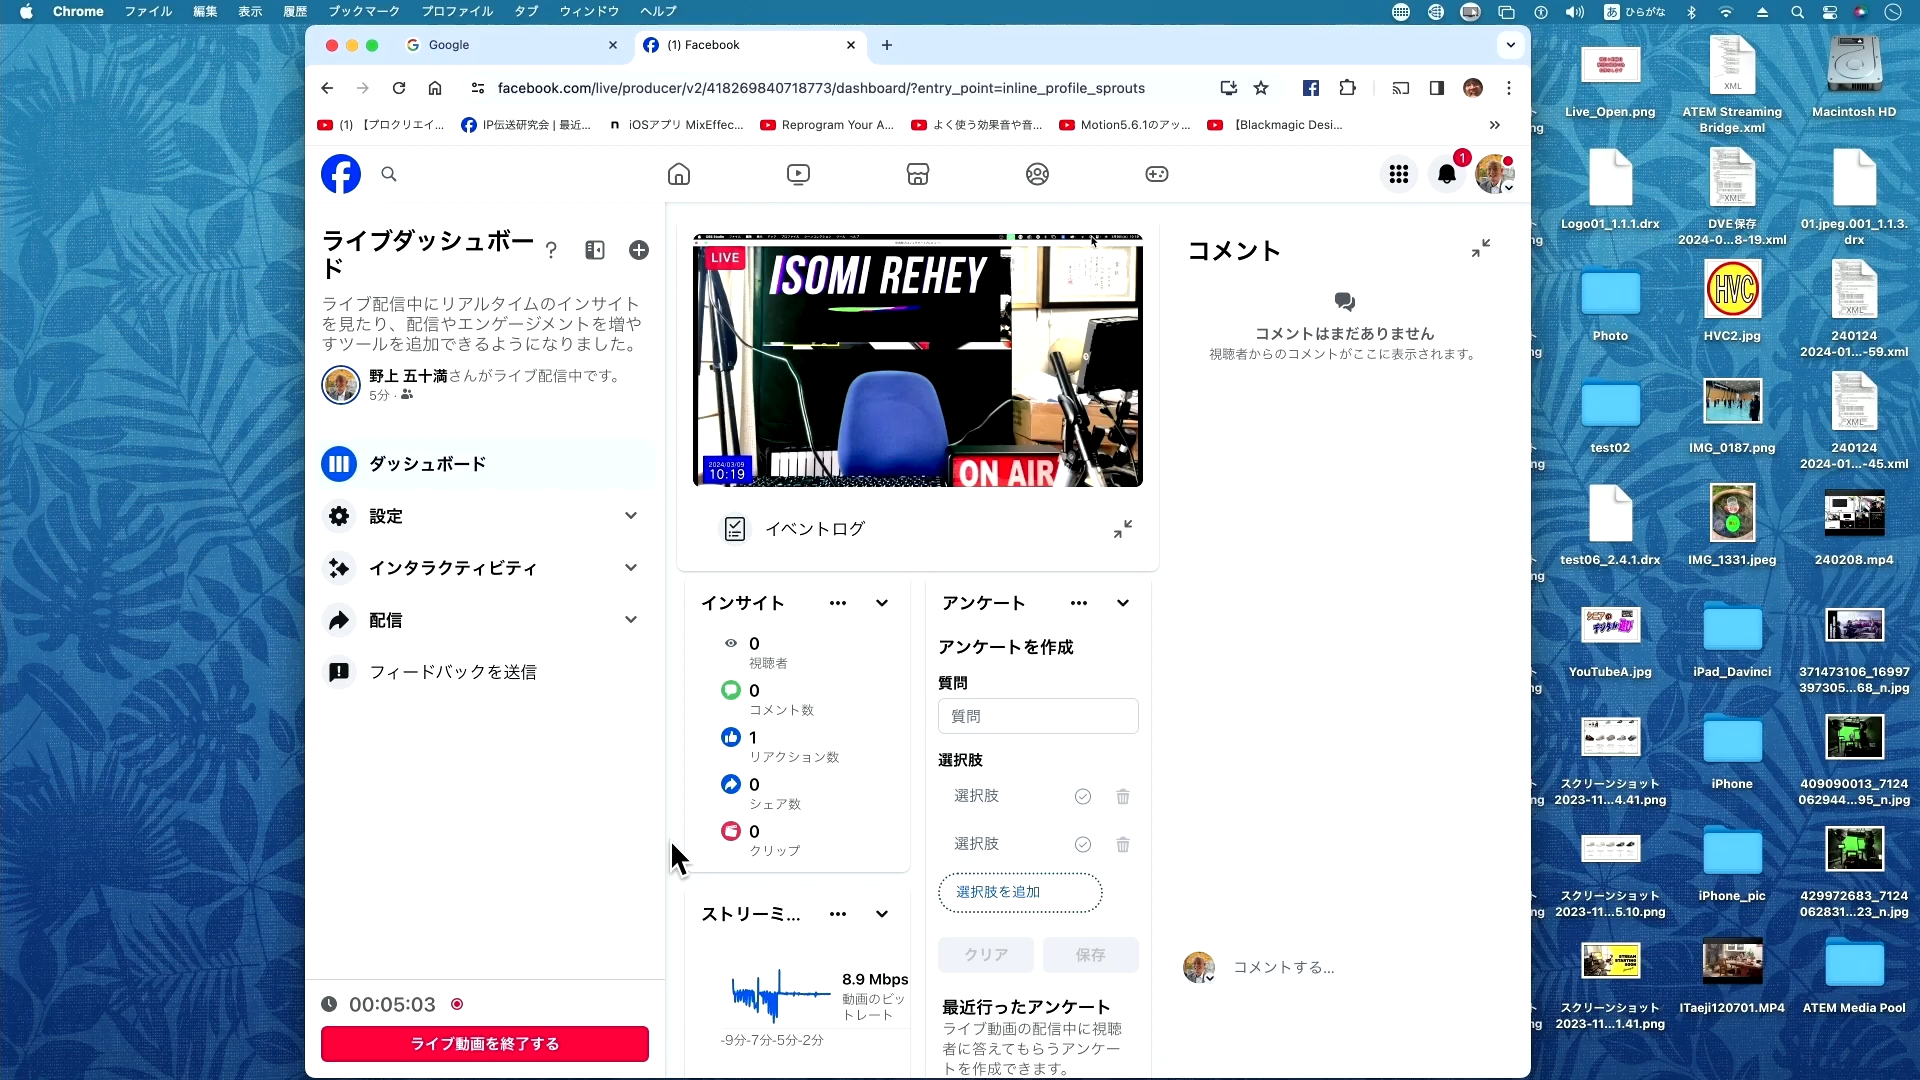 Chrome ファイル 編集 表示 履歴 ブックマーク プロファイル タブ ウィンドウ ヘルプ
あ ひらがな
Google
(1) Facebook
facebook.com/live/producer/v2/418269840718773/dashboard/?entry_point=inline_profile_sprouts
(1) 【プロクリエイ...
IP伝送研究会 | 最近...
iOSアプリ MixEffec...
Reprogram Your A...
よく使う効果音や音...
Motion5.6.1のアッ...
【Blackmagic Desi...
1
ライブダッシュボー
ド
ライブ配信中にリアルタイムのインサイト
を見たり、配信やエンゲージメントを増や
すツールを追加できるようになりました。
野上 五十満さんがライブ配信中です。
5分 ·
ダッシュボード
設定
インタラクティビティ
配信
フィードバックを送信
00:05:03
ライブ動画を終了する
LIVE
ISOMI REHEY
2024/03/09
10:19
ON AIR
イベントログ
インサイト
0
視聴者
0
コメント数
1
リアクション数
0
シェア数
0
クリップ
ストリーミ...
8.9 Mbps
動画のビッ
トレート
-9分-7分-5分-2分
アンケート
アンケートを作成
質問
質問
選択肢
選択肢
選択肢
選択肢を追加
クリア
保存
最近行ったアンケート
ライブ動画の配信中に視聴
者に答えてもらうアンケー
トを作成できます。
コメント
コメントはまだありません
視聴者からのコメントがここに表示されます。
コメントする...
Live_Open.png
XML
ATEM Streaming
Bridge.xml
Macintosh HD
Logo01_1.1.1.drx
XML
DVE保存
2024-0...8-19.xml
01.jpeg.001_1.1.3.
drx
Photo
HVC
HVC2.jpg
XML
240124
2024-01...-59.xml
test02
IMG_0187.png
XML
240124
2024-01...-45.xml
test06_2.4.1.drx
IMG_1331.jpeg
240208.mp4
シニアの
デジタル遊び
YouTubeA.jpg
iPad_Davinci
371473106_16997
397305...68_n.jpg
スクリーンショット
2023-11...4.41.png
iPhone
409090013_7124
062944...95_n.jpg
スクリーンショット
2023-11...5.10.png
iPhone_pic
429972683_7124
062831...23_n.jpg
スクリーンショット
2023-11...1.41.png
ITaeji120701.MP4
ATEM Media Pool